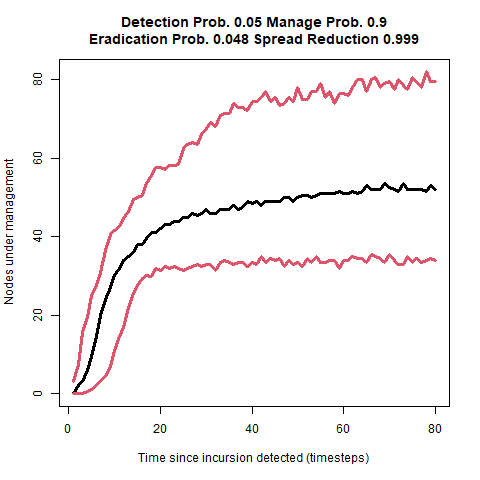 Detection Prob. 0.05 Manage Prob. 0.9
Eradication Prob. 0.048 Spread Reduction 0.999
Nodes under management
80
60
40
20
0
0 20 40 60 80
Time since incursion detected (timesteps)